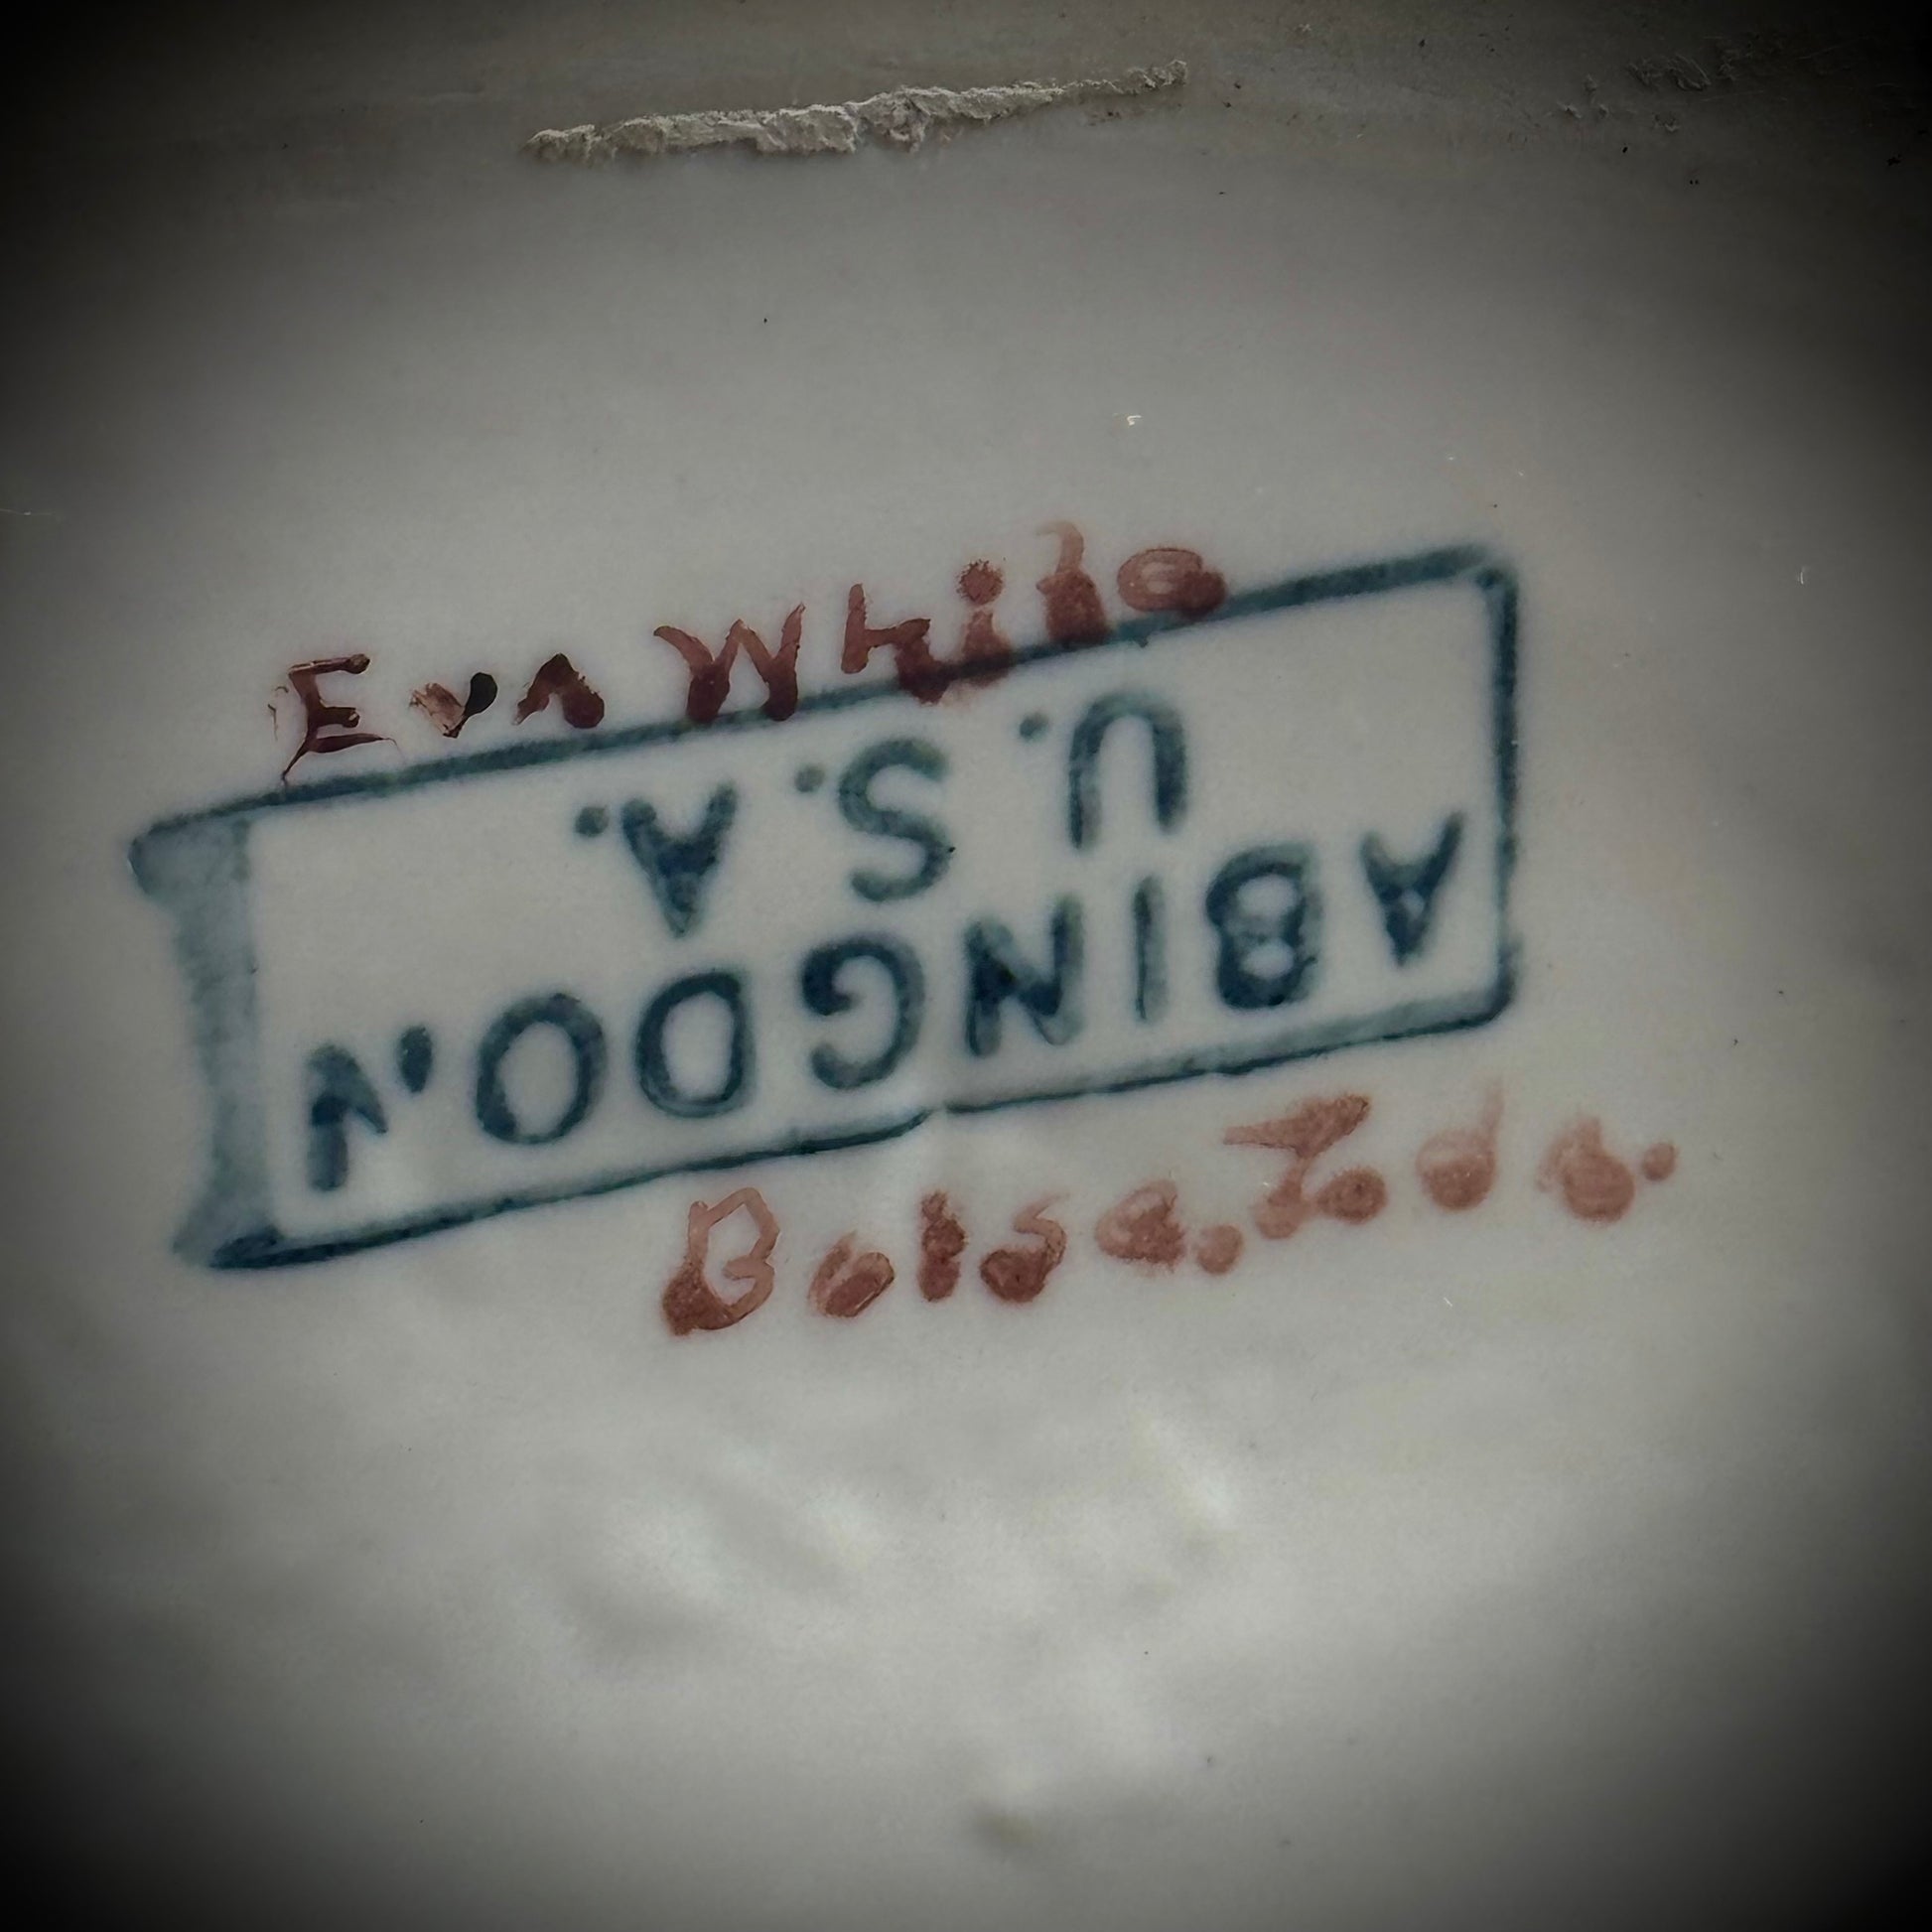 Eva White
ABINGDON
U.S.A.
Boise, Ida.